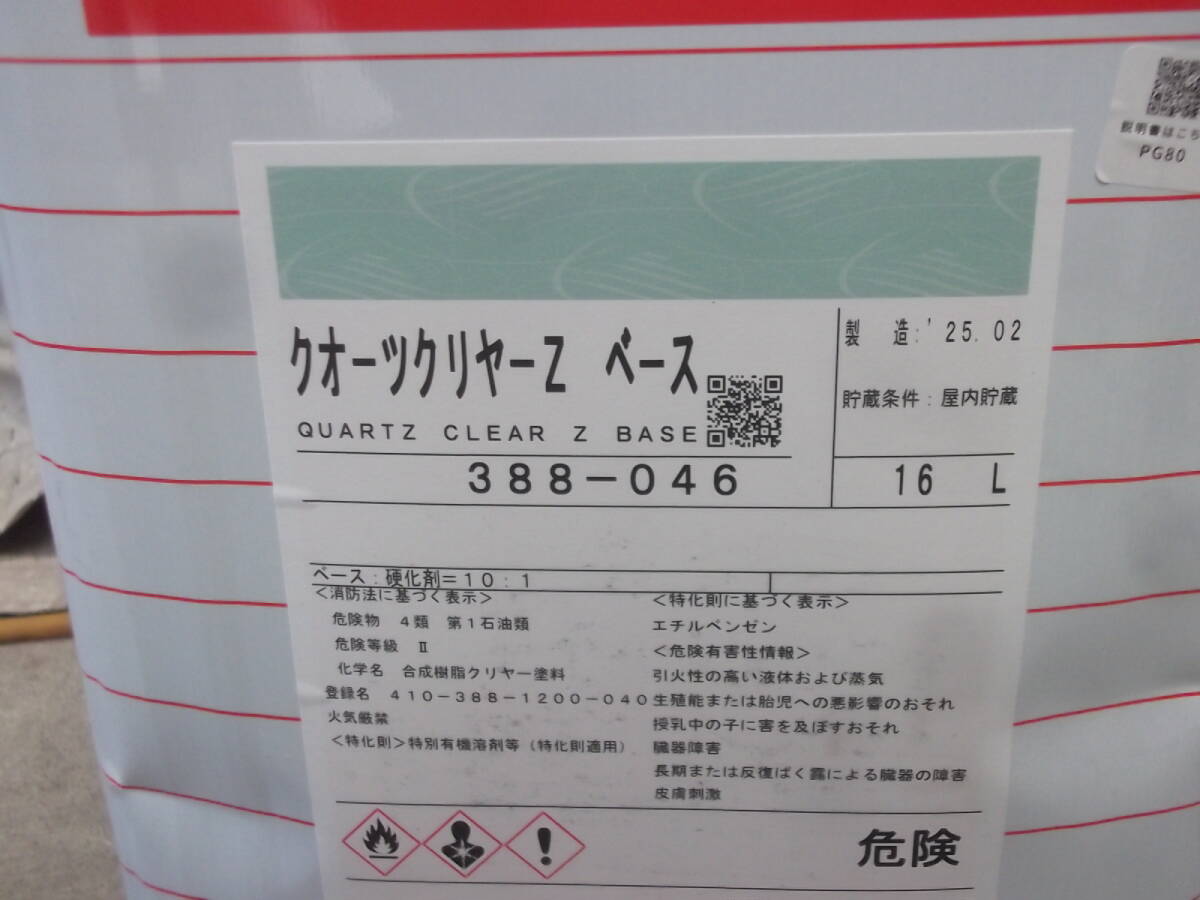 説明書はこち
PG80
クオーツクリヤーZ ベース
QUARTZ CLEAR Z BASE
388-046
製 造:'25.02
貯蔵条件:屋内貯蔵
16 L
ベース:硬化剤=10:1
<消防法に基づく表示>
危険物 4類 第1石油類
危険等級 Ⅱ
化学名 合成樹脂クリヤー塗料
登録名 410-388-1200-040
火気厳禁
<特化則>特別有機溶剤等(特化則適用)
<特化則に基づく表示>
エチルベンゼン
<危険有害性情報>
引火性の高い液体および蒸気
生殖能または胎児への悪影響のおそれ
授乳中の子に害を及ぼすおそれ
臓器障害
長期または反復ばく露による臓器の障害
皮膚刺激
危険